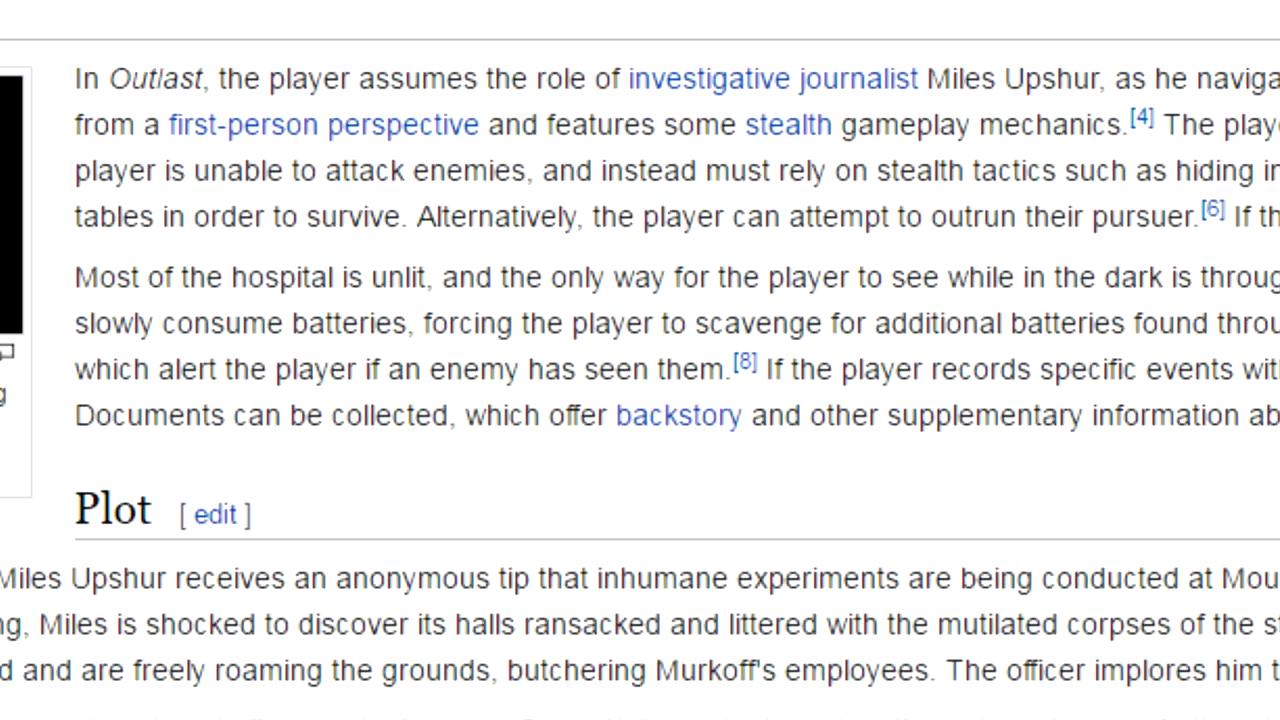 In Outlast, the player assumes the role of investigative journalist Miles Upshur, as he naviga
from a first-person perspective and features some stealth gameplay mechanics.[4] The playe
player is unable to attack enemies, and instead must rely on stealth tactics such as hiding in
tables in order to survive. Alternatively, the player can attempt to outrun their pursuer.[6] If th
Most of the hospital is unlit, and the only way for the player to see while in the dark is throug
slowly consume batteries, forcing the player to scavenge for additional batteries found throu
which alert the player if an enemy has seen them.[8] If the player records specific events with
g
Documents can be collected, which offer backstory and other supplementary information ab
Plot [ edit ]
Miles Upshur receives an anonymous tip that inhumane experiments are being conducted at Mou
ng, Miles is shocked to discover its halls ransacked and littered with the mutilated corpses of the st
d and are freely roaming the grounds, butchering Murkoff's employees. The officer implores him t